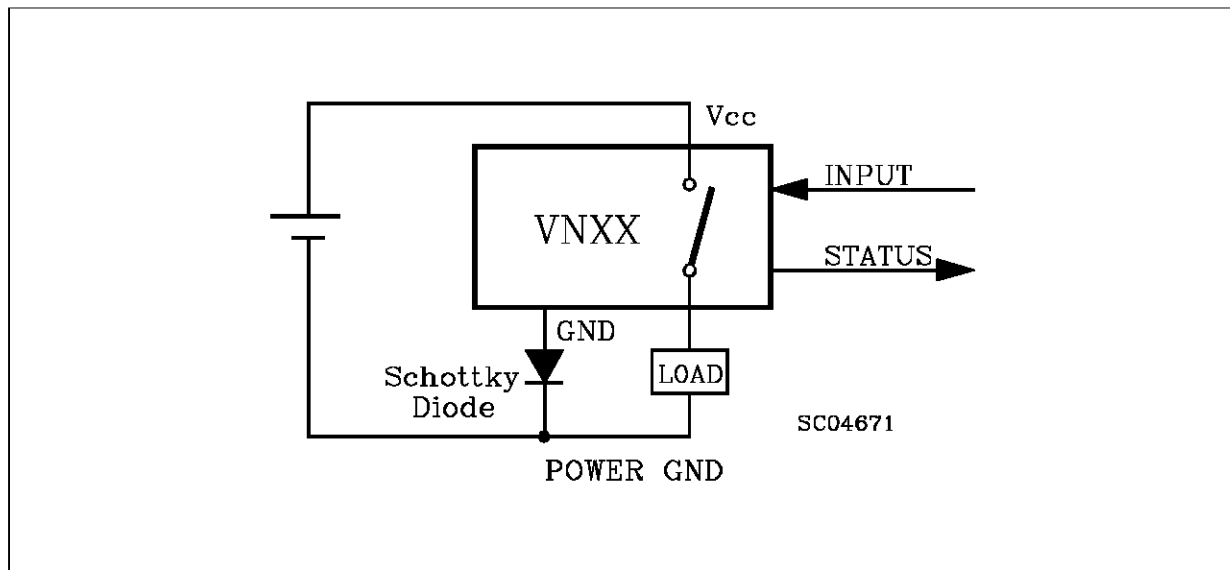 Vcc
INPUT
VNXX
STATUS
GND
Schottky
Diode
LOAD
SC04671
POWER GND